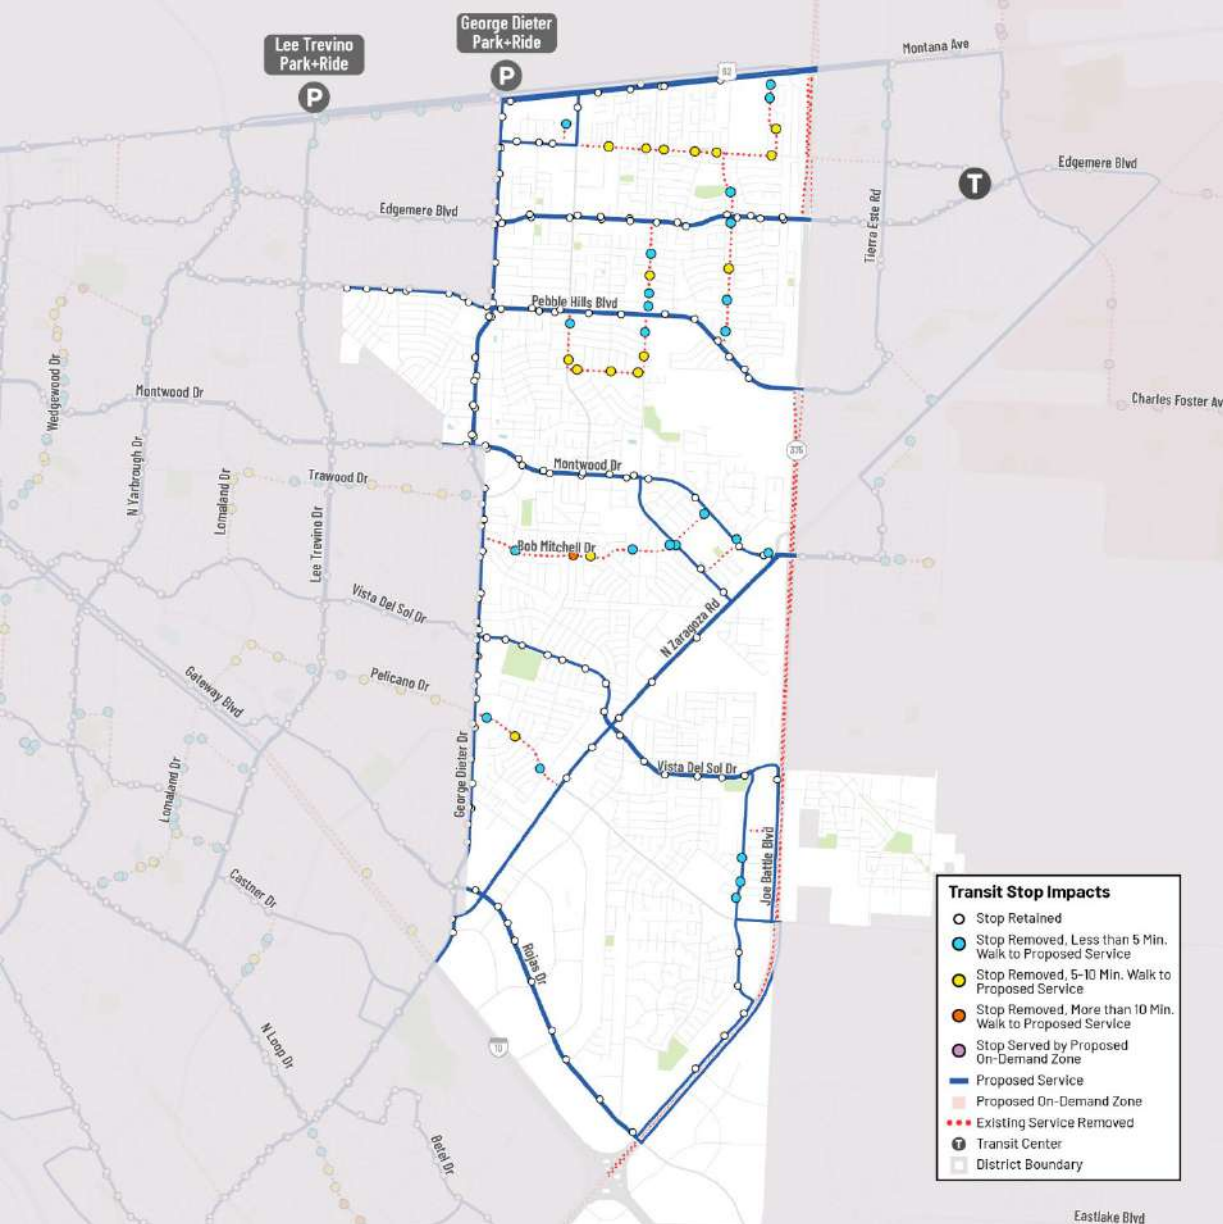 George Dieter
Park+Ride
Lee Trevino
Park+Ride
P
P
62
Montana Ave
Edgemere Blvd
T
Edgemere Blvd
Tierra Este Rd
Pebble Hills Blvd
Wedgewood Dr
Montwood Dr
Charles Foster Av
N Yarbrough Dr
375
Montwood Dr
Lomaland Dr
Trawood Dr
Lee Trevino Dr
Bob Mitchell Dr
Vista Del Sol Dr
N Zaragoza Rd
Pelicano Dr
Gateway Blvd
George Dieter Dr
Lomaland Dr
Vista Del Sol Dr
Joe Battle Blvd
Castner Dr
Rojas Dr
N Loop Dr
10
Betel Dr
Eastlake Blvd
Transit Stop Impacts
Stop Retained
Stop Removed, Less than 5 Min.
Walk to Proposed Service
Stop Removed, 5-10 Min. Walk to
Proposed Service
Stop Removed, More than 10 Min.
Walk to Proposed Service
Stop Served by Proposed
On-Demand Zone
Proposed Service
Proposed On-Demand Zone
Existing Service Removed
T Transit Center
District Boundary